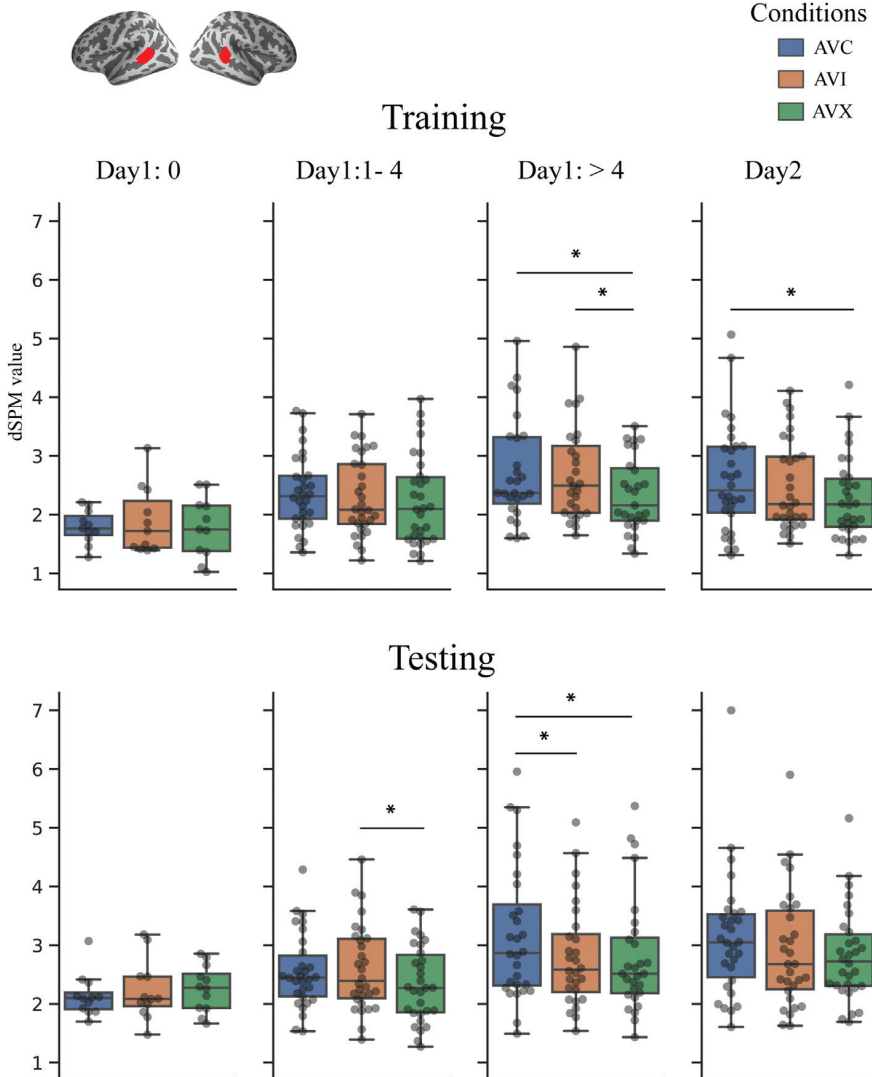 Conditions
AVC
AVI
AVX
Training
Day1: 0 Day1:1- 4 Day1: > 4 Day2
dSPM value
7
6
5
4
3
2
1
* 
*
*
Testing
7
6
5
4
3
2
1
*
*
*